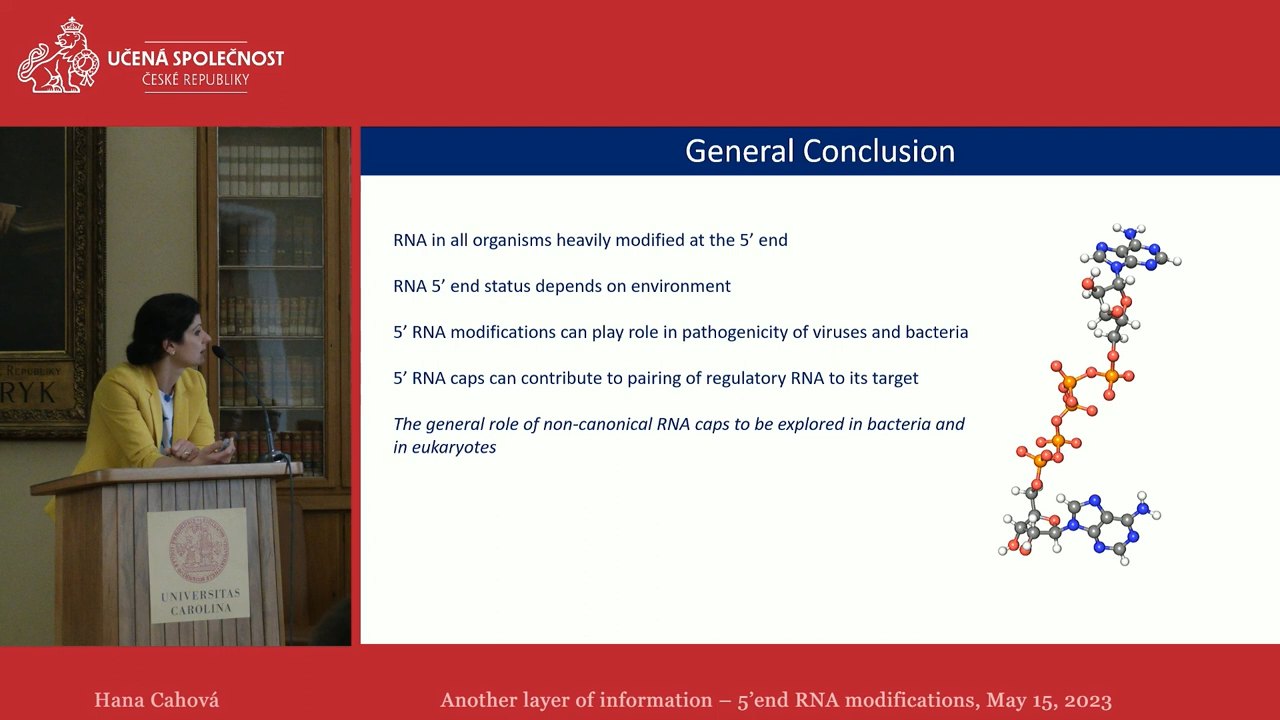 UČENÁ SPOLEČNOST
ČESKÉ REPUBLIKY
General Conclusion
RNA in all organisms heavily modified at the 5’ end
RNA 5’ end status depends on environment
5’ RNA modifications can play role in pathogenicity of viruses and bacteria
5’ RNA caps can contribute to pairing of regulatory RNA to its target
The general role of non-canonical RNA caps to be explored in bacteria and
in eukaryotes
REPUBLIKY
RYK
UNIVERSITAS
CAROLINA
Hana Cahová
Another layer of information – 5’end RNA modifications, May 15, 2023